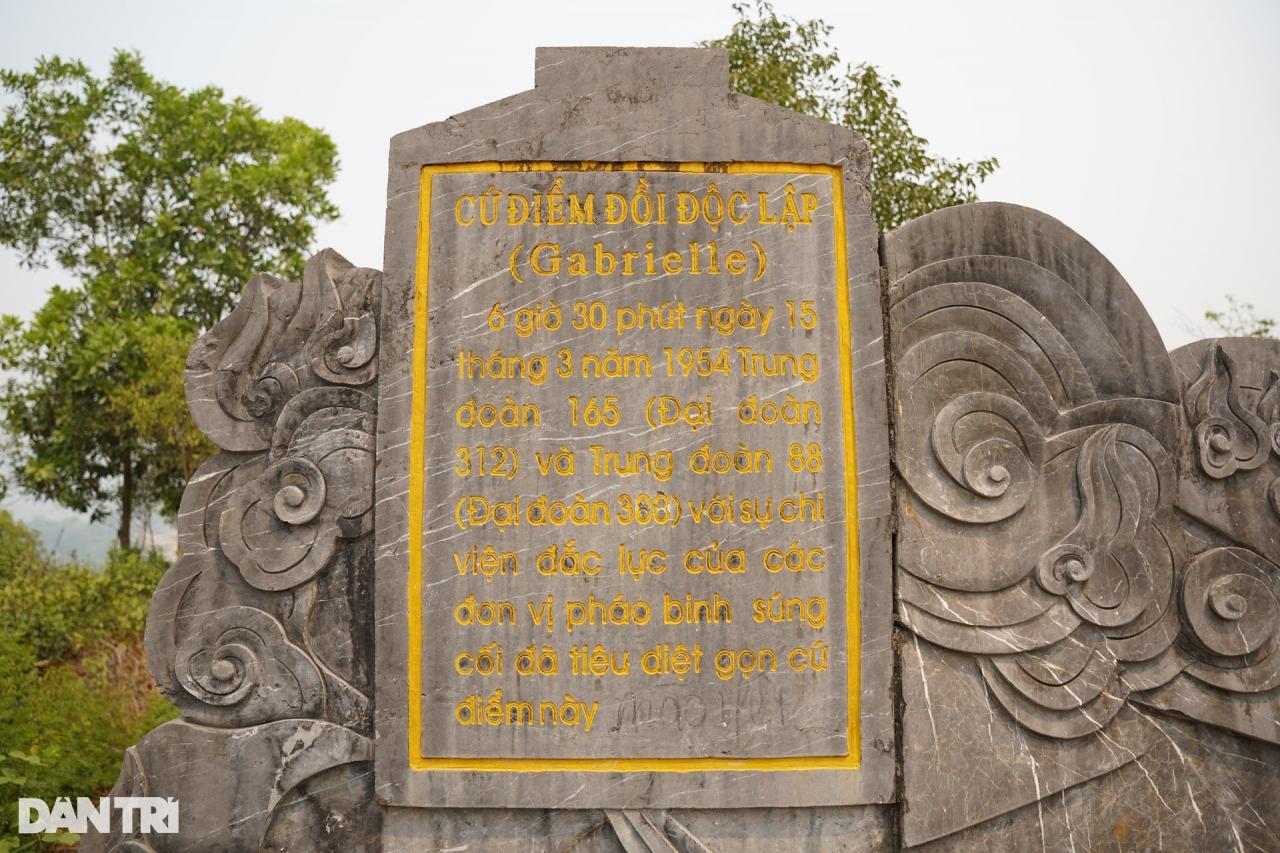 CỨ ĐIỂM ĐỒI ĐỘC LẬP
(Gabrielle)
6 giờ 30 phút ngày 15
tháng 3 năm 1954 Trung
đoàn 165 (Đại đoàn
312) và Trung đoàn 88
(Đại đoàn 308) với sự chi
viện đắc lực của các
đơn vị pháo binh súng
cối đã tiêu diệt gọn cứ
điểm này
DÂN TRÍ